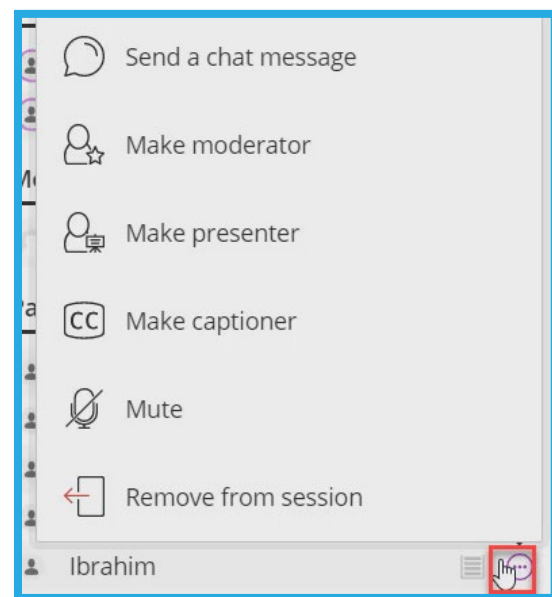 Send a chat message
Make moderator
Make presenter
CC Make captioner
Mute
Remove from session
Ibrahim